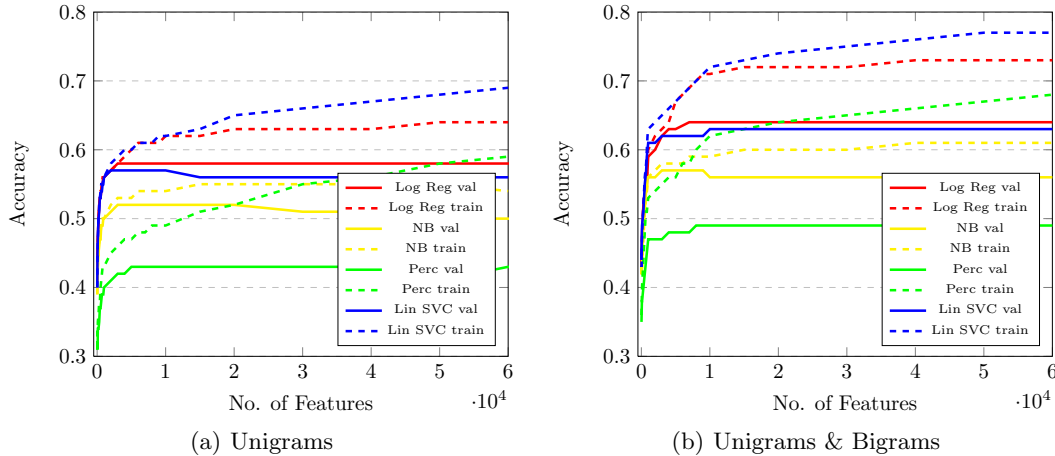 0.8
0.7
0.6
0.5
0.4
0.3
Accuracy
0 1 2 3 4 5 6
No. of Features
·10⁴
Log Reg val
Log Reg train
NB val
NB train
Perc val
Perc train
Lin SVC val
Lin SVC train
(a) Unigrams
0.8
0.7
0.6
0.5
0.4
0.3
Accuracy
0 1 2 3 4 5 6
No. of Features
·10⁴
Log Reg val
Log Reg train
NB val
NB train
Perc val
Perc train
Lin SVC val
Lin SVC train
(b) Unigrams & Bigrams